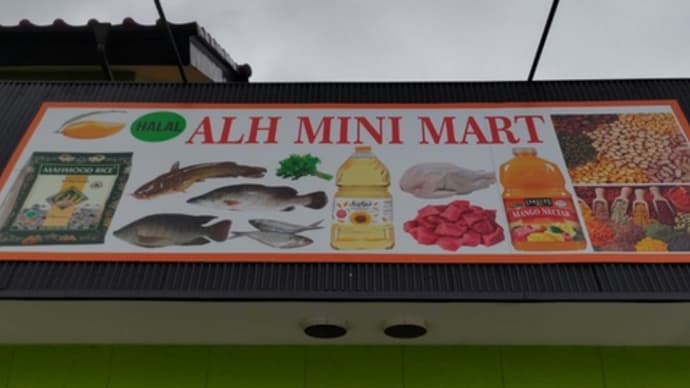 HALAL
ALH MINI MART
MAHMOOD RICE
MANGO NECTAR